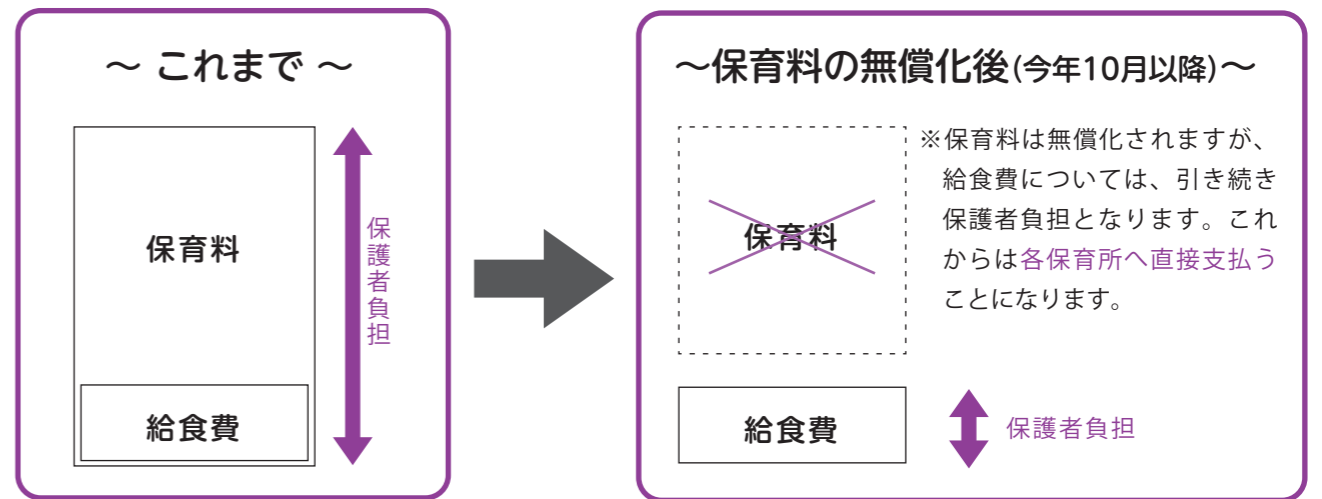 ～ これまで ～
保育料
給食費
保護者負担
～保育料の無償化後(今年10月以降)～
保育料
※保育料は無償化されますが、
給食費については、引き続き
保護者負担となります。これ
からは各保育所へ直接支払う
ことになります。
給食費
保護者負担